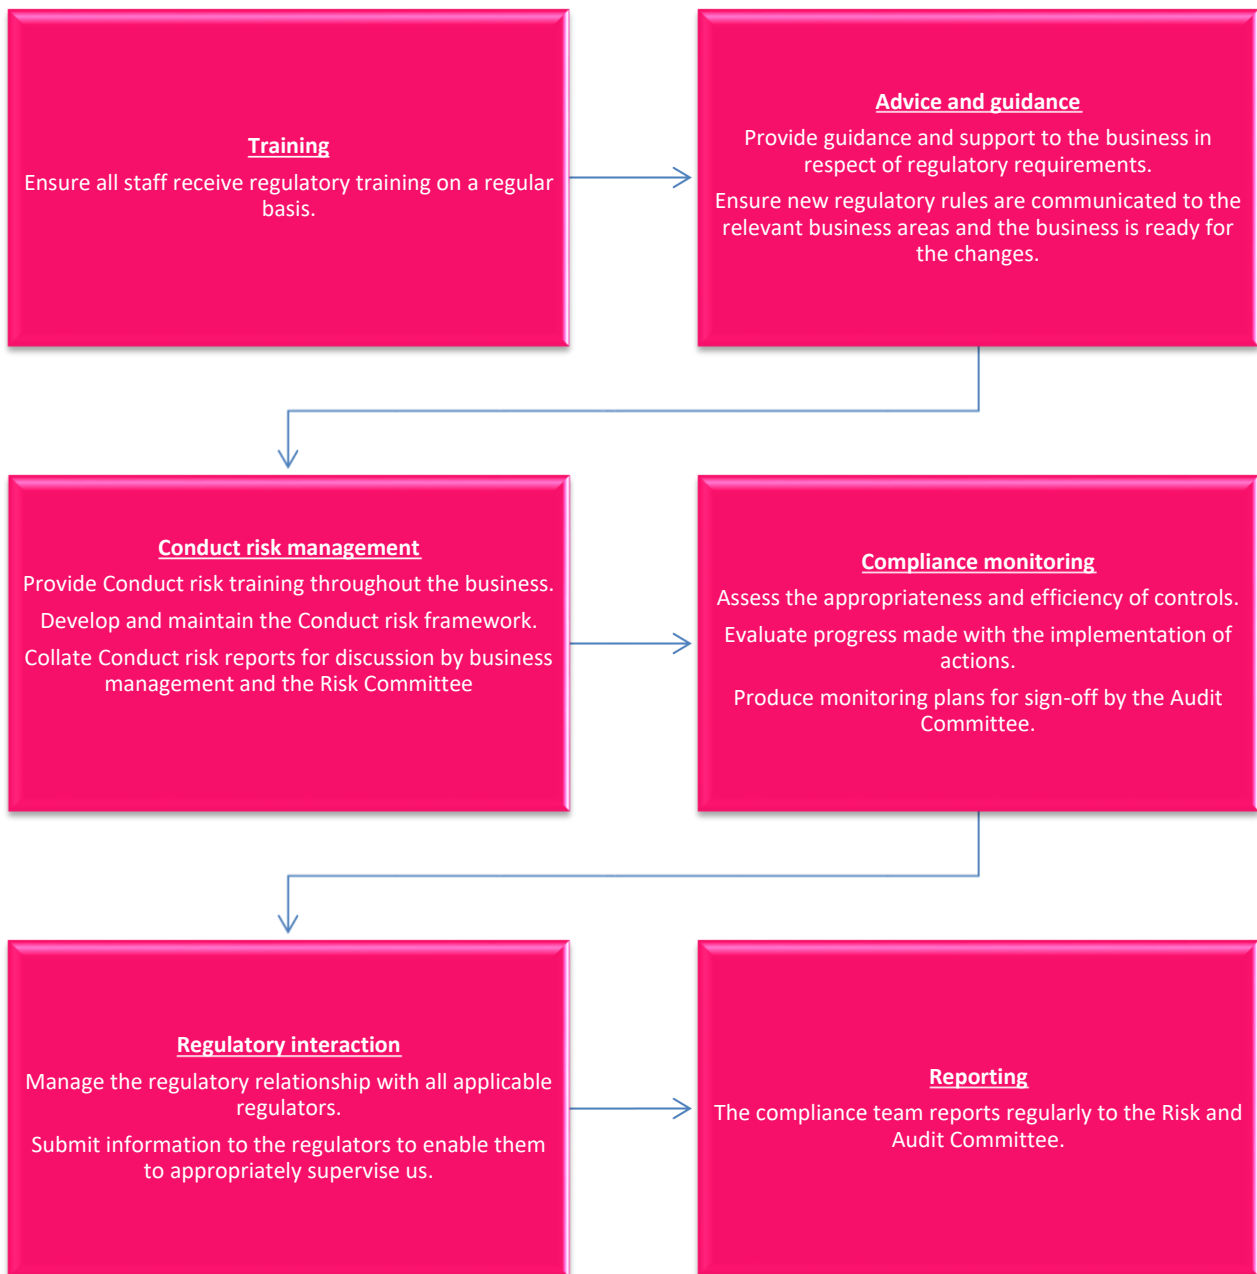 Training
Ensure all staff receive regulatory training on a regular
basis.
Advice and guidance
Provide guidance and support to the business in
respect of regulatory requirements.
Ensure new regulatory rules are communicated to the
relevant business areas and the business is ready for
the changes.
Conduct risk management
Provide Conduct risk training throughout the business.
Develop and maintain the Conduct risk framework.
Collate Conduct risk reports for discussion by business
management and the Risk Committee
Compliance monitoring
Assess the appropriateness and efficiency of controls.
Evaluate progress made with the implementation of
actions.
Produce monitoring plans for sign-off by the Audit
Committee.
Regulatory interaction
Manage the regulatory relationship with all applicable
regulators.
Submit information to the regulators to enable them
to appropriately supervise us.
Reporting
The compliance team reports regularly to the Risk and
Audit Committee.